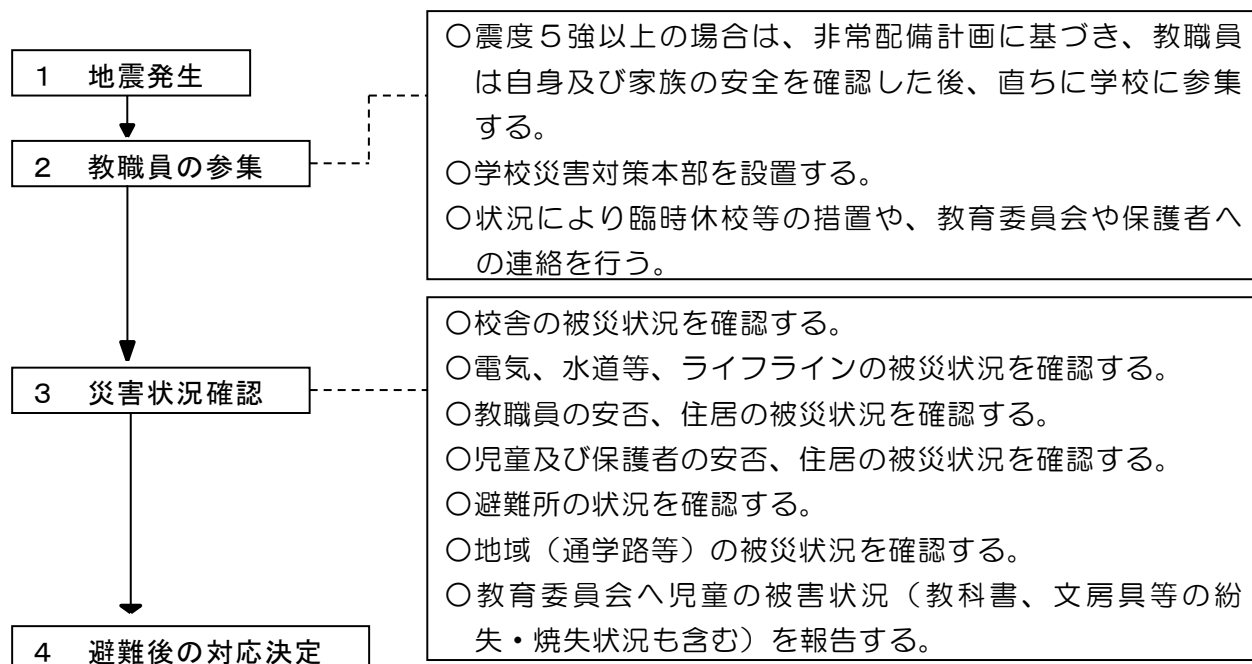 1 地震発生
2 教職員の参集
○震度5強以上の場合は、非常配備計画に基づき、教職員
は自身及び家族の安全を確認した後、直ちに学校に参集
する。
○学校災害対策本部を設置する。
○状況により臨時休校等の措置や、教育委員会や保護者へ
の連絡を行う。
3 災害状況確認
○校舎の被災状況を確認する。
○電気、水道等、ライフラインの被災状況を確認する。
○教職員の安否、住居の被災状況を確認する。
○児童及び保護者の安否、住居の被災状況を確認する。
○避難所の状況を確認する。
○地域(通学路等)の被災状況を確認する。
○教育委員会へ児童の被害状況(教科書、文房具等の紛
失・焼失状況も含む)を報告する。
4 避難後の対応決定